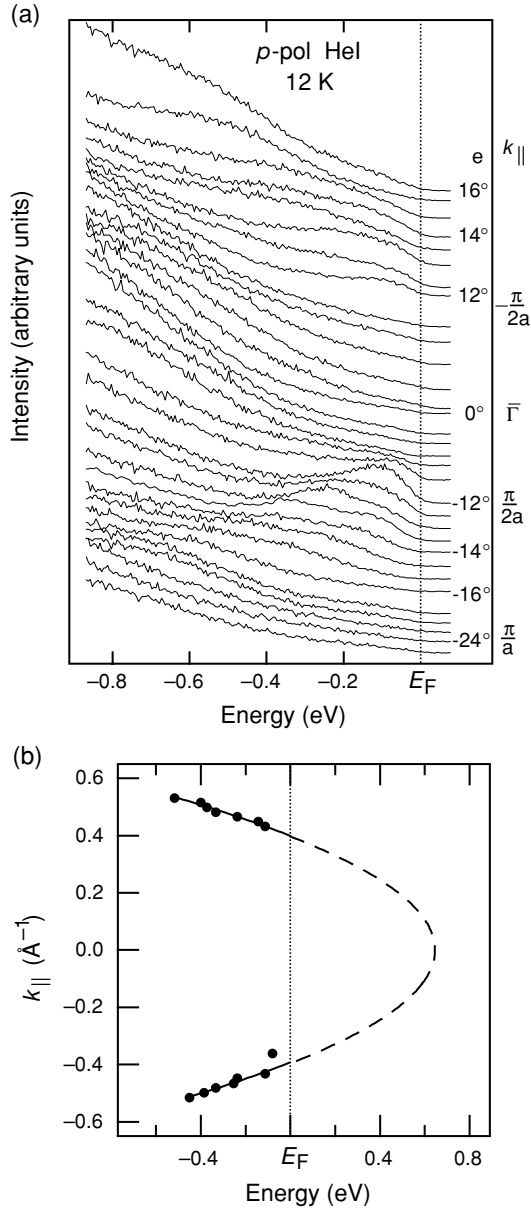 (a)
p-pol HeI
12 K
e
k||
16°
14°
12°
−π/2a
0°
Γ̅
−12°
π/2a
−14°
−16°
−24°
π/a
Intensity (arbitrary units)
−0.8
−0.6
−0.4
−0.2
EF
Energy (eV)
(b)
0.6
0.4
0.2
0.0
−0.2
−0.4
−0.6
k|| (Å−1)
−0.4
EF
0.4
0.8
Energy (eV)